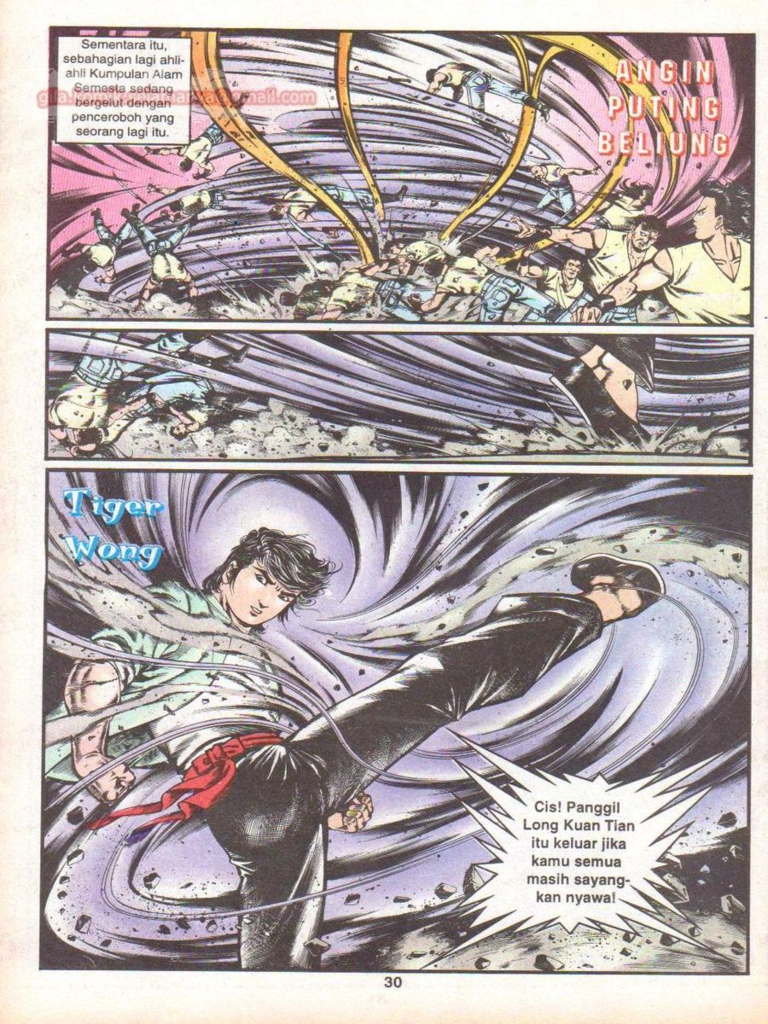 Sementara itu,
sebahagian lagi ahli-
ahli Kumpulan Alam
Semesta sedang
bergelut dengan
penceroboh yang
seorang lagi itu.
ANGIN
PUTING
BELIUNG
Tiger
Wong
Cis! Panggil
Long Kuan Tian
itu keluar jika
kamu semua
masih sayang-
kan nyawa!
30